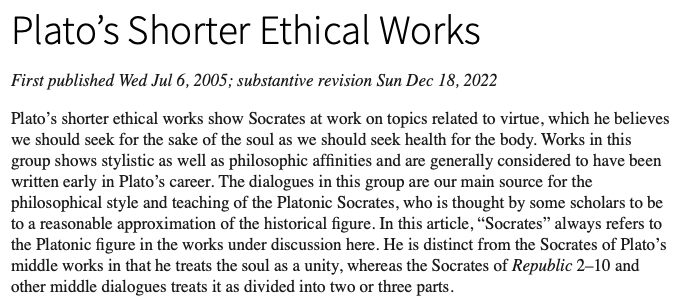 Plato’s Shorter Ethical Works
First published Wed Jul 6, 2005; substantive revision Sun Dec 18, 2022
Plato’s shorter ethical works show Socrates at work on topics related to virtue, which he believes
we should seek for the sake of the soul as we should seek health for the body. Works in this
group shows stylistic as well as philosophic affinities and are generally considered to have been
written early in Plato’s career. The dialogues in this group are our main source for the
philosophical style and teaching of the Platonic Socrates, who is thought by some scholars to be
to a reasonable approximation of the historical figure. In this article, “Socrates” always refers to
the Platonic figure in the works under discussion here. He is distinct from the Socrates of Plato’s
middle works in that he treats the soul as a unity, whereas the Socrates of Republic 2–10 and
other middle dialogues treats it as divided into two or three parts.